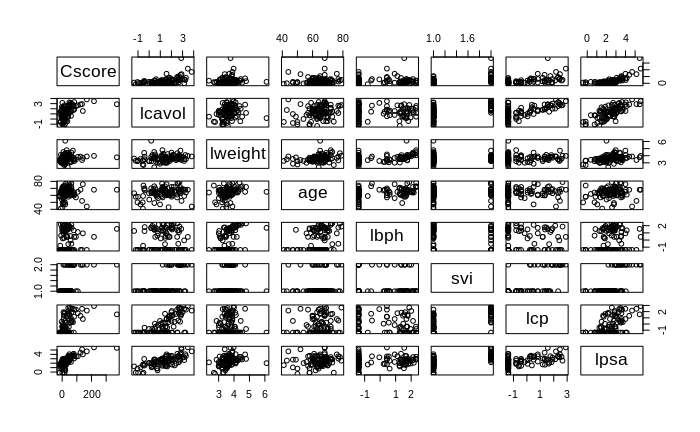 -1 1 3 40 60 80 1.0 1.6 0 2 4
Cscore 0
-1 3 lcavol
lweight 3 6
40 80 age
lbph -1 2
1.0 2.0 svi
lcp -1 2
0 4 lpsa
0 200 3 4 5 6 -1 1 2 -1 1 3